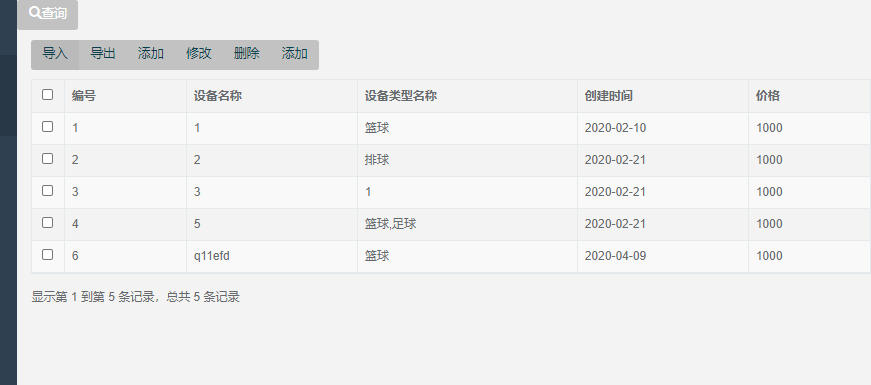 查询
导入 导出 添加 修改 删除 添加
编号 设备名称 设备类型名称 创建时间 价格
1 1 篮球 2020-02-10 1000
2 2 排球 2020-02-21 1000
3 3 1 2020-02-21 1000
4 5 篮球,足球 2020-02-21 1000
6 q11efd 篮球 2020-04-09 1000
显示第 1 到第 5 条记录，总共 5 条记录